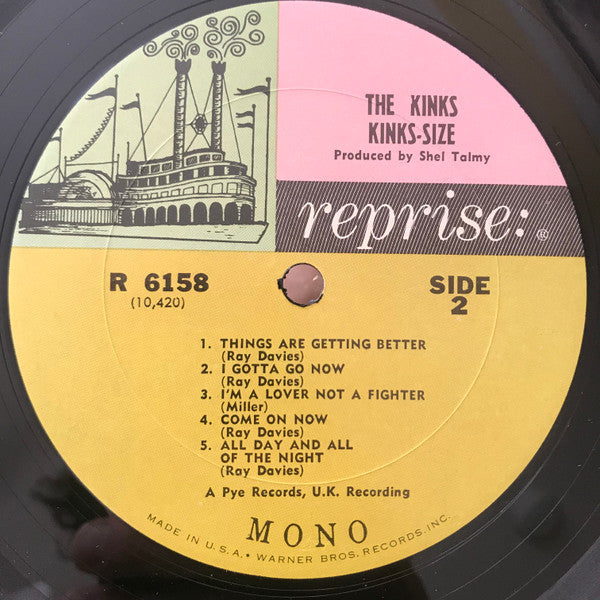 THE KINKS
KINKS-SIZE
Produced by Shel Talmy
reprise: ®
R 6158
(10,420)
SIDE
2
1. THINGS ARE GETTING BETTER
(Ray Davies)
2. I GOTTA GO NOW
(Ray Davies)
3. I'M A LOVER NOT A FIGHTER
(Miller)
4. COME ON NOW
(Ray Davies)
5. ALL DAY AND ALL
OF THE NIGHT
(Ray Davies)
A Pye Records, U.K. Recording
MONO
MADE IN U.S.A. • WARNER BROS. RECORDS, INC.